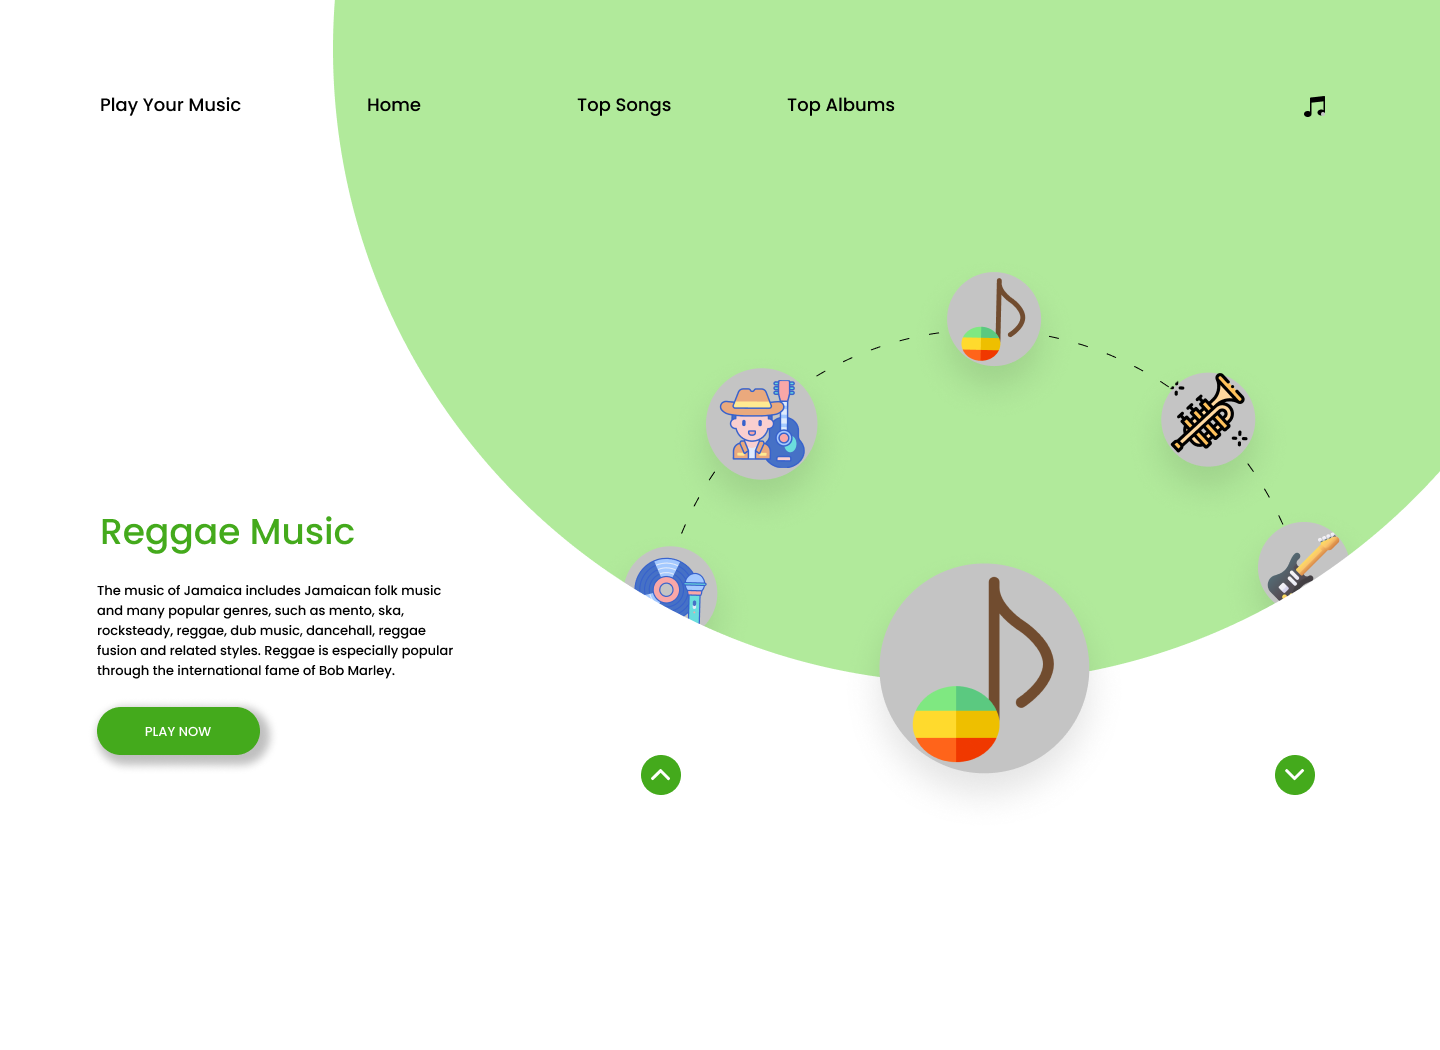 Play Your Music
Home
Top Songs
Top Albums
Reggae Music
The music of Jamaica includes Jamaican folk music
and many popular genres, such as mento, ska,
rocksteady, reggae, dub music, dancehall, reggae
fusion and related styles. Reggae is especially popular
through the international fame of Bob Marley.
PLAY NOW